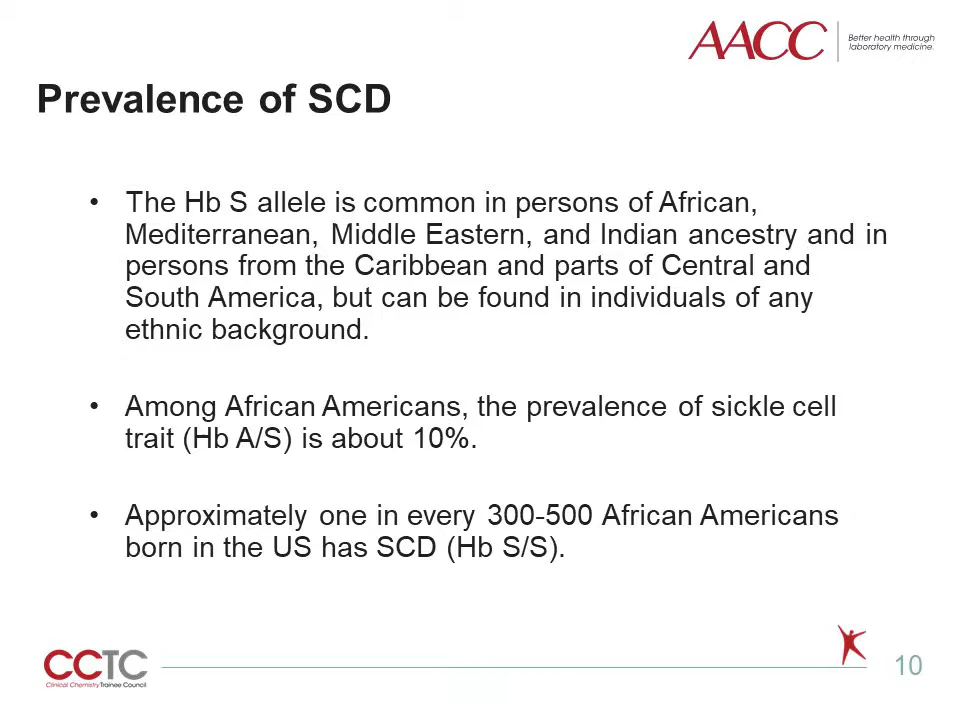 AACC
Better health through
laboratory medicine.
Prevalence of SCD
• The Hb S allele is common in persons of African,
Mediterranean, Middle Eastern, and Indian ancestry and in
persons from the Caribbean and parts of Central and
South America, but can be found in individuals of any
ethnic background.
• Among African Americans, the prevalence of sickle cell
trait (Hb A/S) is about 10%.
• Approximately one in every 300-500 African Americans
born in the US has SCD (Hb S/S).
CCTC
Clinical Chemistry Trainee Council
10